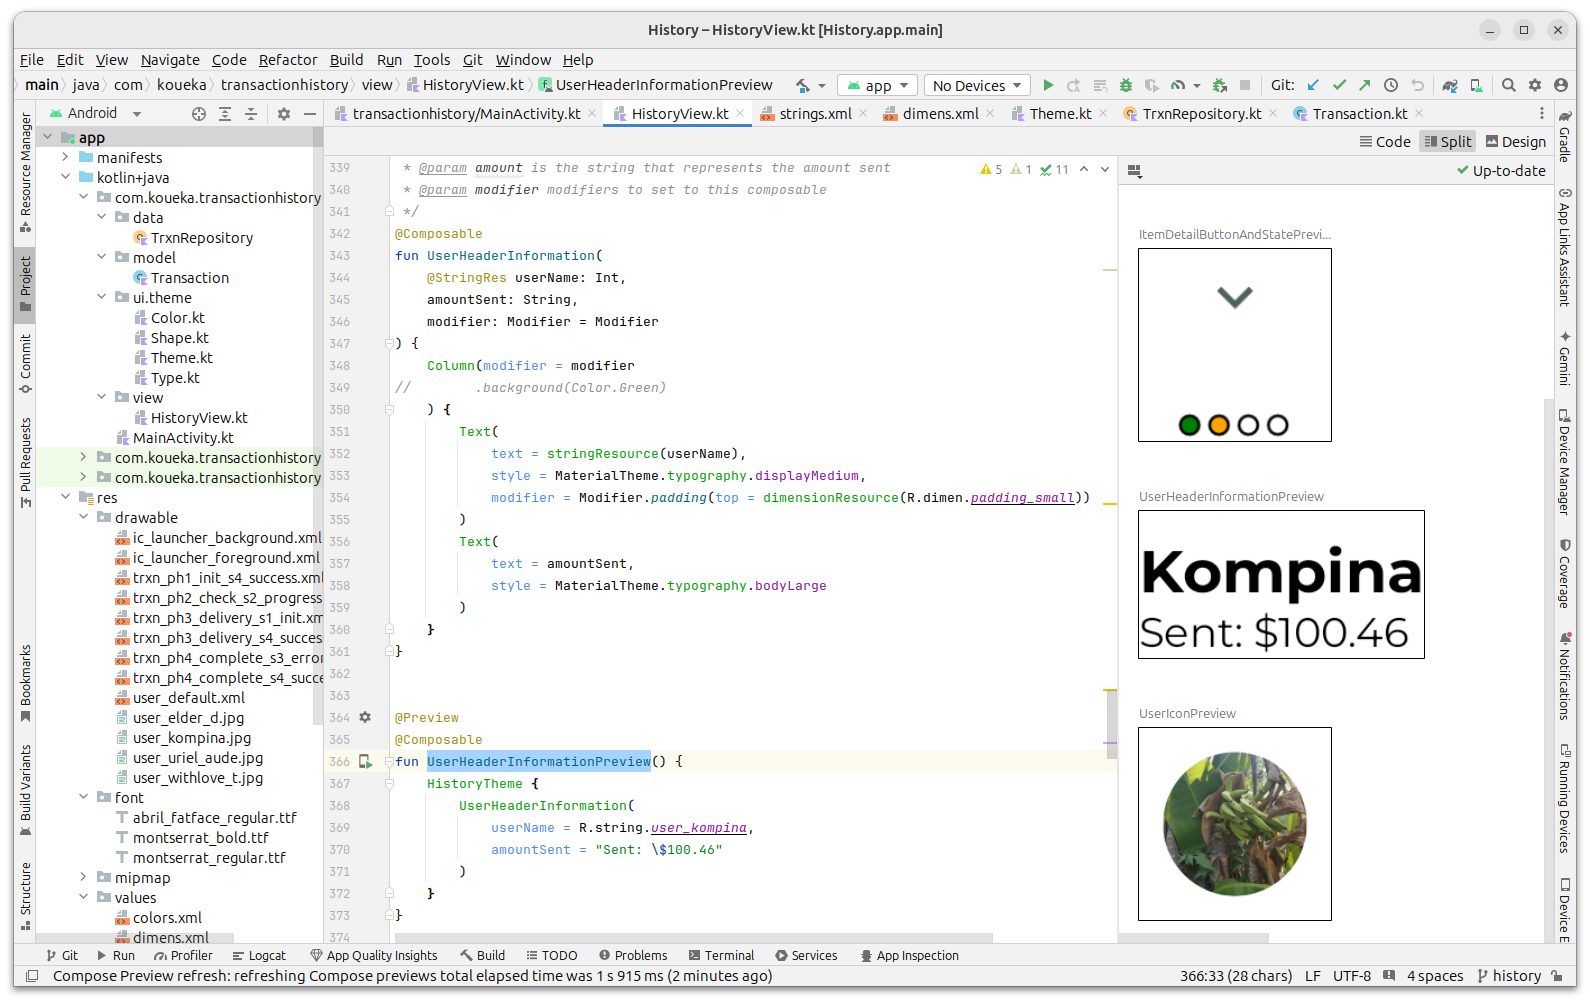 History – HistoryView.kt [History.app.main]
File Edit View Navigate Code Refactor Build Run Tools Git Window Help
main java com koueka transactionhistory view HistoryView.kt UserHeaderInformationPreview app No Devices Git:
Android transactionhistory/MainActivity.kt HistoryView.kt strings.xml dimens.xml Theme.kt TrxnRepository.kt Transaction.kt
Code Split Design
Resource Manager
Project
Commit
Pull Requests
Bookmarks
Build Variants
Structure
app
manifests
kotlin+java
com.koueka.transactionhistory
data
TrxnRepository
model
Transaction
ui.theme
Color.kt
Shape.kt
Theme.kt
Type.kt
view
HistoryView.kt
MainActivity.kt
com.koueka.transactionhistory
com.koueka.transactionhistory
res
drawable
ic_launcher_background.xml
ic_launcher_foreground.xml
trxn_ph1_init_s4_success.xml
trxn_ph2_check_s2_progress
trxn_ph3_delivery_s1_init.xm
trxn_ph3_delivery_s4_succes
trxn_ph4_complete_s3_error
trxn_ph4_complete_s4_succe
user_default.xml
user_elder_d.jpg
user_kompina.jpg
user_uriel_aude.jpg
user_withlove_t.jpg
font
abril_fatface_regular.ttf
montserrat_bold.ttf
montserrat_regular.ttf
mipmap
values
colors.xml
dimens.xml
5 1 11
339 * @param amount is the string that represents the amount sent
340 * @param modifier modifiers to set to this composable
341 */
342 @Composable
343 fun UserHeaderInformation(
344 @StringRes userName: Int,
345 amountSent: String,
346 modifier: Modifier = Modifier
347 ) {
348 Column(modifier = modifier
349 // .background(Color.Green)
350 ) {
351 Text(
352 text = stringResource(userName),
353 style = MaterialTheme.typography.displayMedium,
354 modifier = Modifier.padding(top = dimensionResource(R.dimen.padding_small))
355 )
356 Text(
357 text = amountSent,
358 style = MaterialTheme.typography.bodyLarge
359 )
360 }
361 }
362
363
364 @Preview
365 @Composable
366 fun UserHeaderInformationPreview() {
367 HistoryTheme {
368 UserHeaderInformation(
369 userName = R.string.user_kompina,
370 amountSent = "Sent: \$100.46"
371 )
372 }
373 }
374
Up-to-date
ItemDetailButtonAndStatePrevi...
UserHeaderInformationPreview
Kompina
Sent: $100.46
UserIconPreview
Gradle
App Links Assistant
Gemini
Device Manager
Coverage
Notifications
Running Devices
Device E
Git Run Profiler Logcat App Quality Insights Build TODO Problems Terminal Services App Inspection
Compose Preview refresh: refreshing Compose previews total elapsed time was 1 s 915 ms (2 minutes ago) 366:33 (28 chars) LF UTF-8 4 spaces history